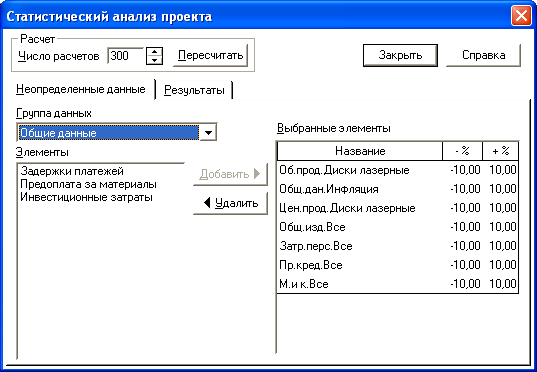 Статистический анализ проекта
Расчет
Число расчетов 300 Пересчитать Закрыть Справка
Неопределенные данные Результаты
Группа данных
Общие данные
Выбранные элементы
Элементы
Название - % + %
Задержки платежей
Предоплата за материалы
Инвестиционные затраты
Добавить
Удалить
Об.прод.Диски лазерные -10,00 10,00
Общ.дан.Инфляция -10,00 10,00
Цен.прод.Диски лазерные -10,00 10,00
Общ.изд.Все -10,00 10,00
Затр.перс.Все -10,00 10,00
Пр.кред.Все -10,00 10,00
М.и к.Все -10,00 10,00